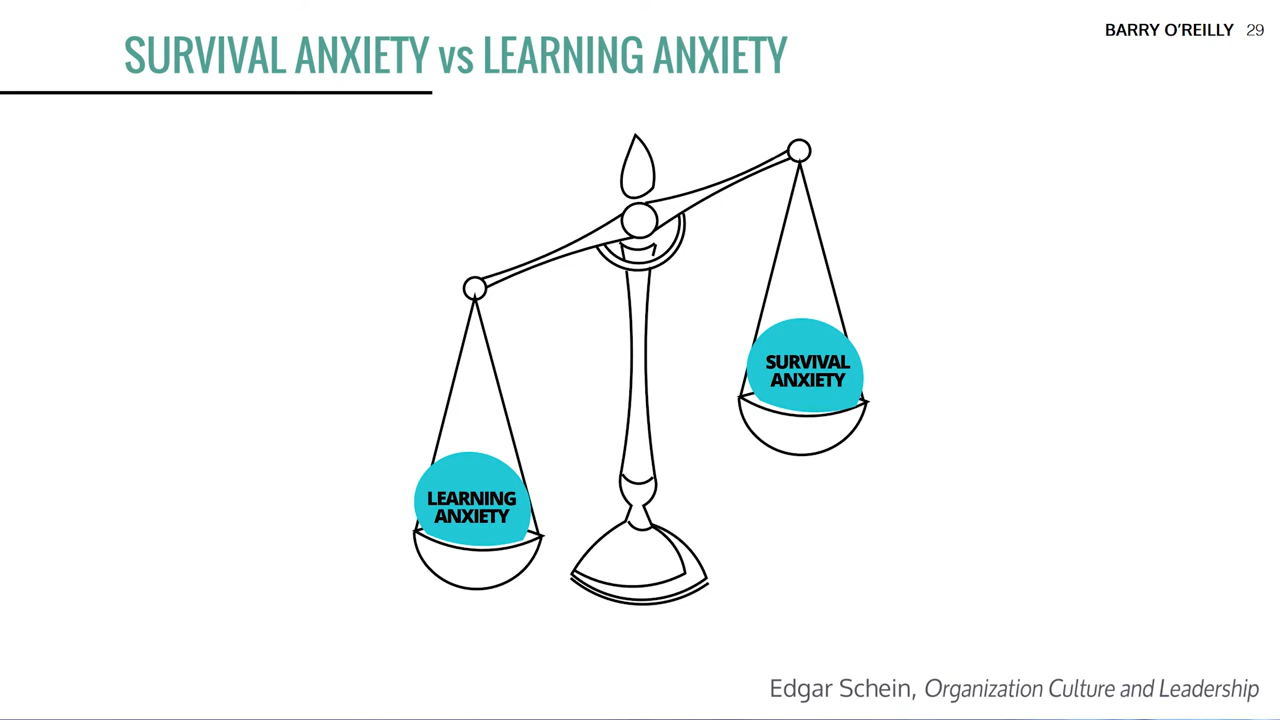 SURVIVAL ANXIETY vs LEARNING ANXIETY
BARRY O'REILLY 29
SURVIVAL
ANXIETY
LEARNING
ANXIETY
Edgar Schein, Organization Culture and Leadership